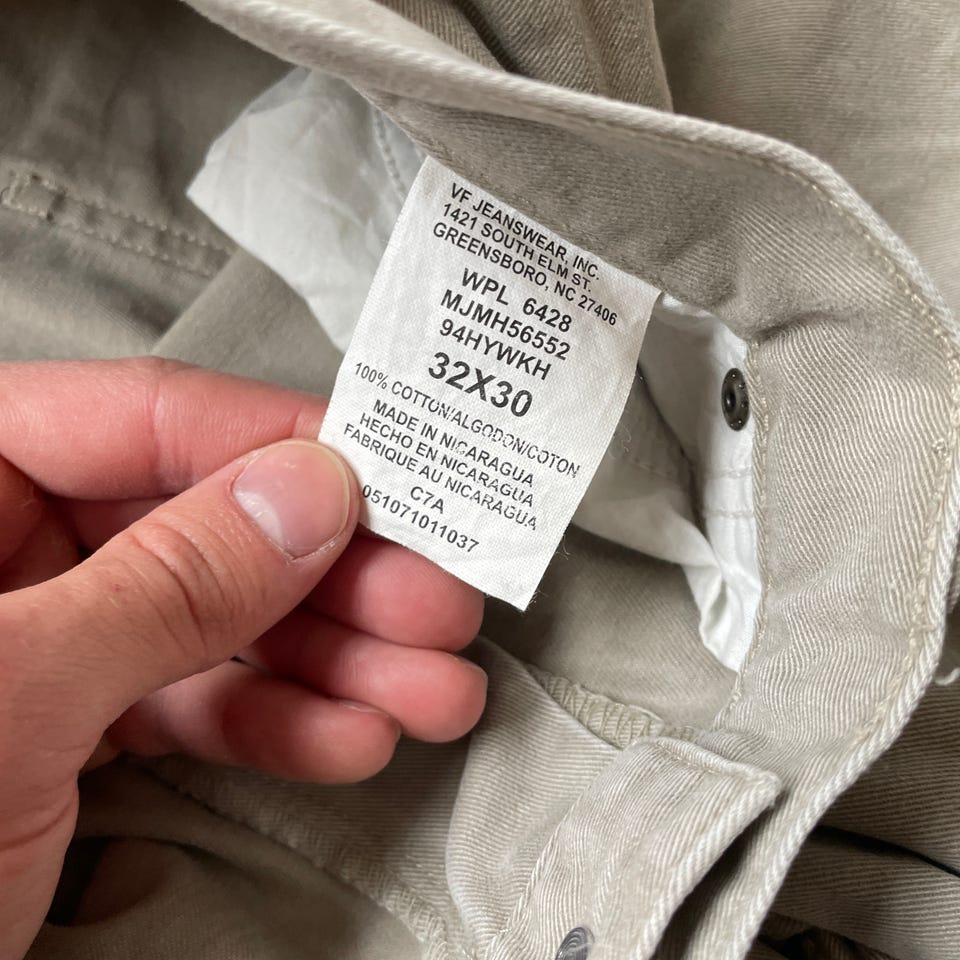 VF JEANSWEAR, INC.
1421 SOUTH ELM ST.
GREENSBORO, NC 27406
WPL 6428
MJMH56552
94HYWKH
32X30
100% COTTON/ALGODON/COTON
MADE IN NICARAGUA
HECHO EN NICARAGUA
FABRIQUE AU NICARAGUA
C7A
051071011037